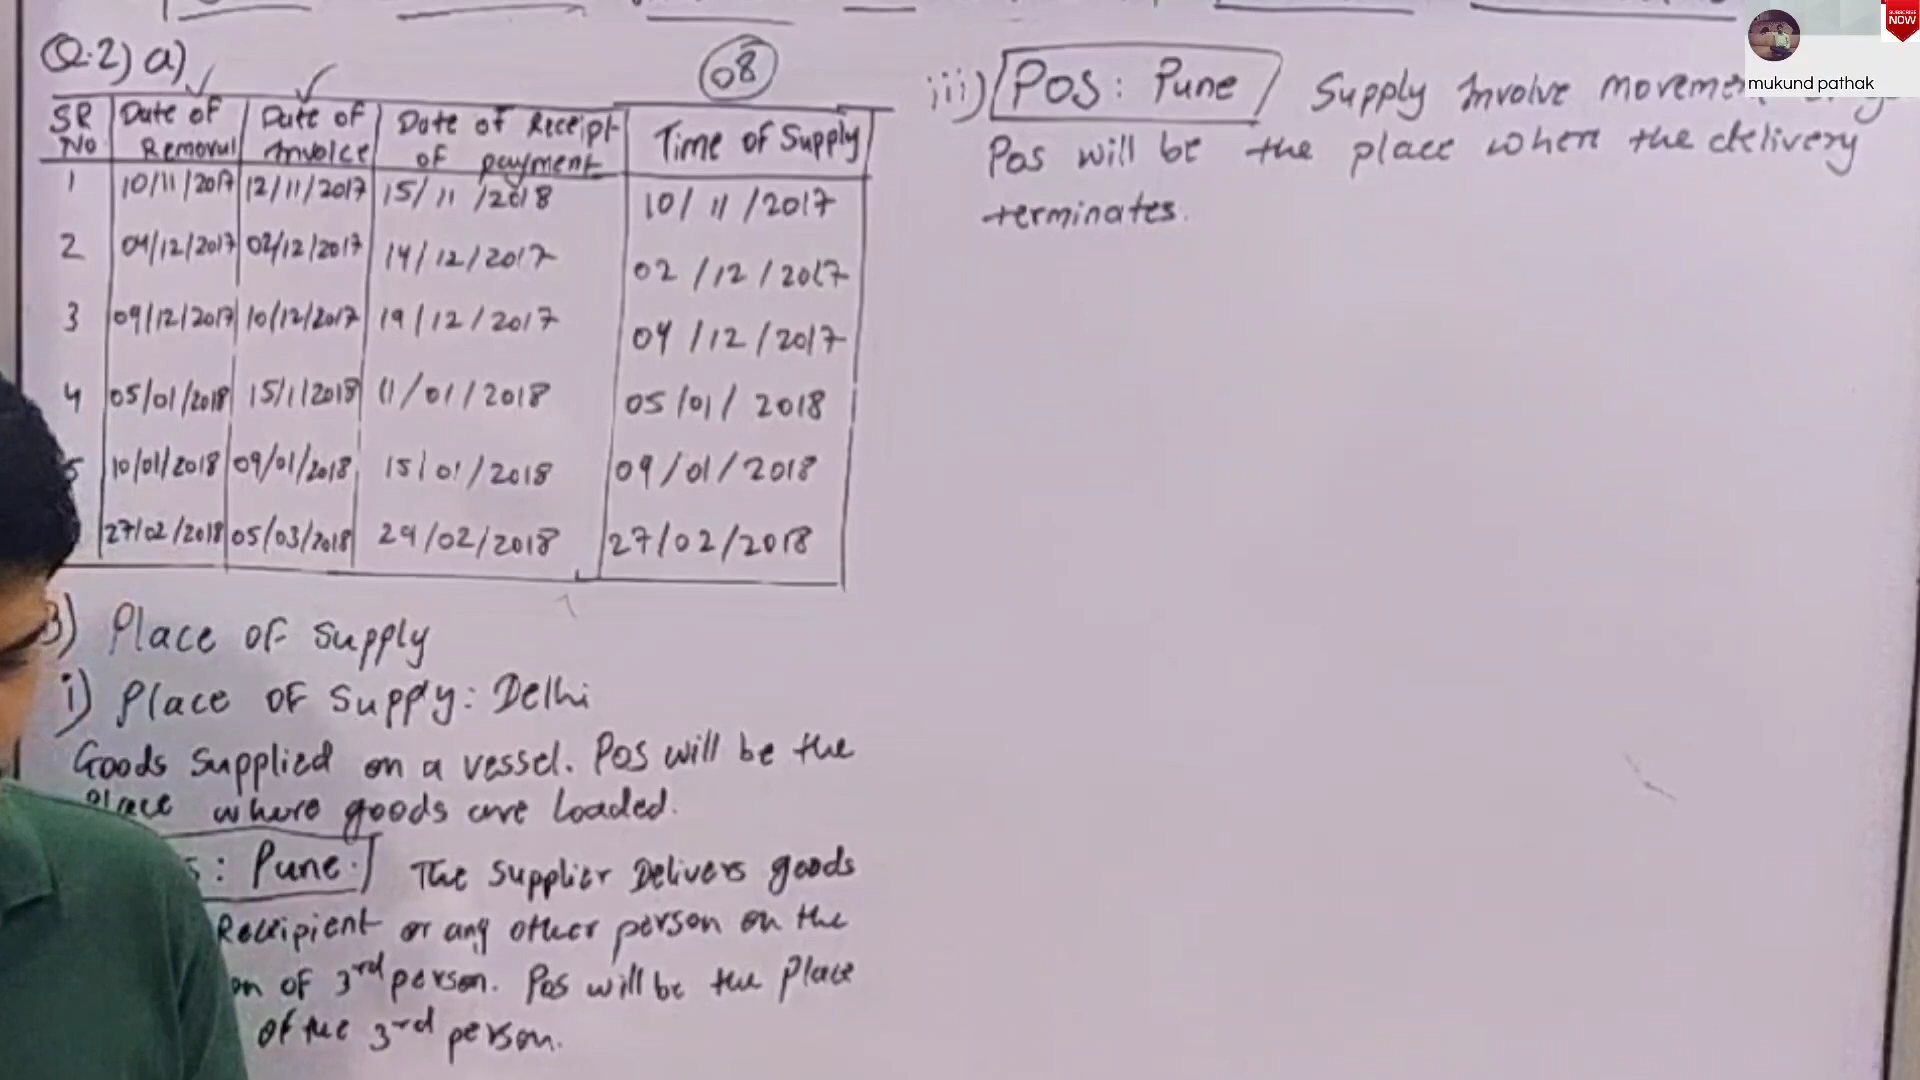 Q.2) a)
08
SR No | Date of Removal | Date of Invoice | Date of Receipt of payment | Time of Supply
1 | 10/11/2017 | 12/11/2017 | 15/11/2018 | 10/11/2017
2 | 04/12/2017 | 02/12/2017 | 14/12/2017 | 02/12/2017
3 | 09/12/2017 | 10/12/2017 | 19/12/2017 | 09/12/2017
4 | 05/01/2018 | 15/1/2018 | 11/01/2018 | 05/01/2018
5 | 10/01/2018 | 09/01/2018 | 15/01/2018 | 09/01/2018
27/02/2018 | 05/03/2018 | 29/02/2018 | 27/02/2018
3) Place of Supply
i) Place of Supply: Delhi
Goods Supplied on a vessel. Pos will be the
Place where goods are Loaded.
: Pune. The Supplier Delivers goods
Recipient or any other person on the
of 3rd person. Pos will be the Place
of the 3rd person.
iii) Pos: Pune Supply Involve
Pos will be the place where the delivery
terminates.
mukund pathak
SUBSCRIBE
NOW